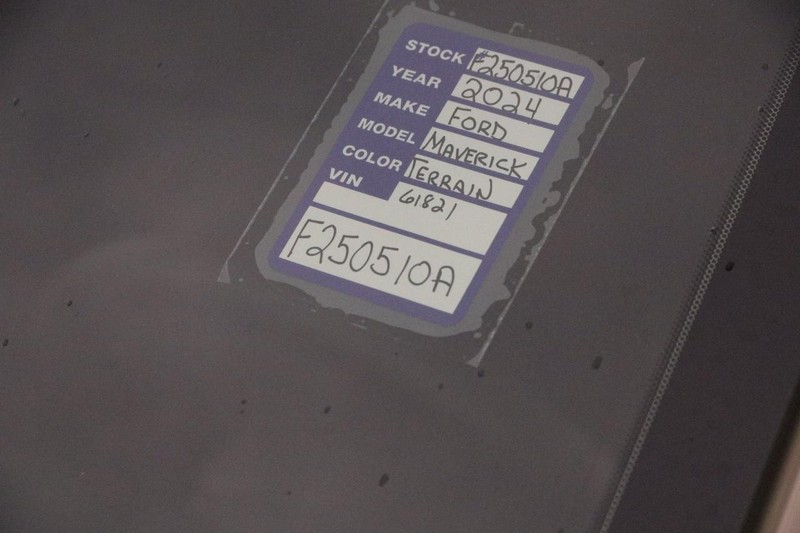 STOCK F250510A
YEAR 2024
MAKE FORD
MODEL MAVERICK
COLOR TERRAIN
VIN 61821
F250510A